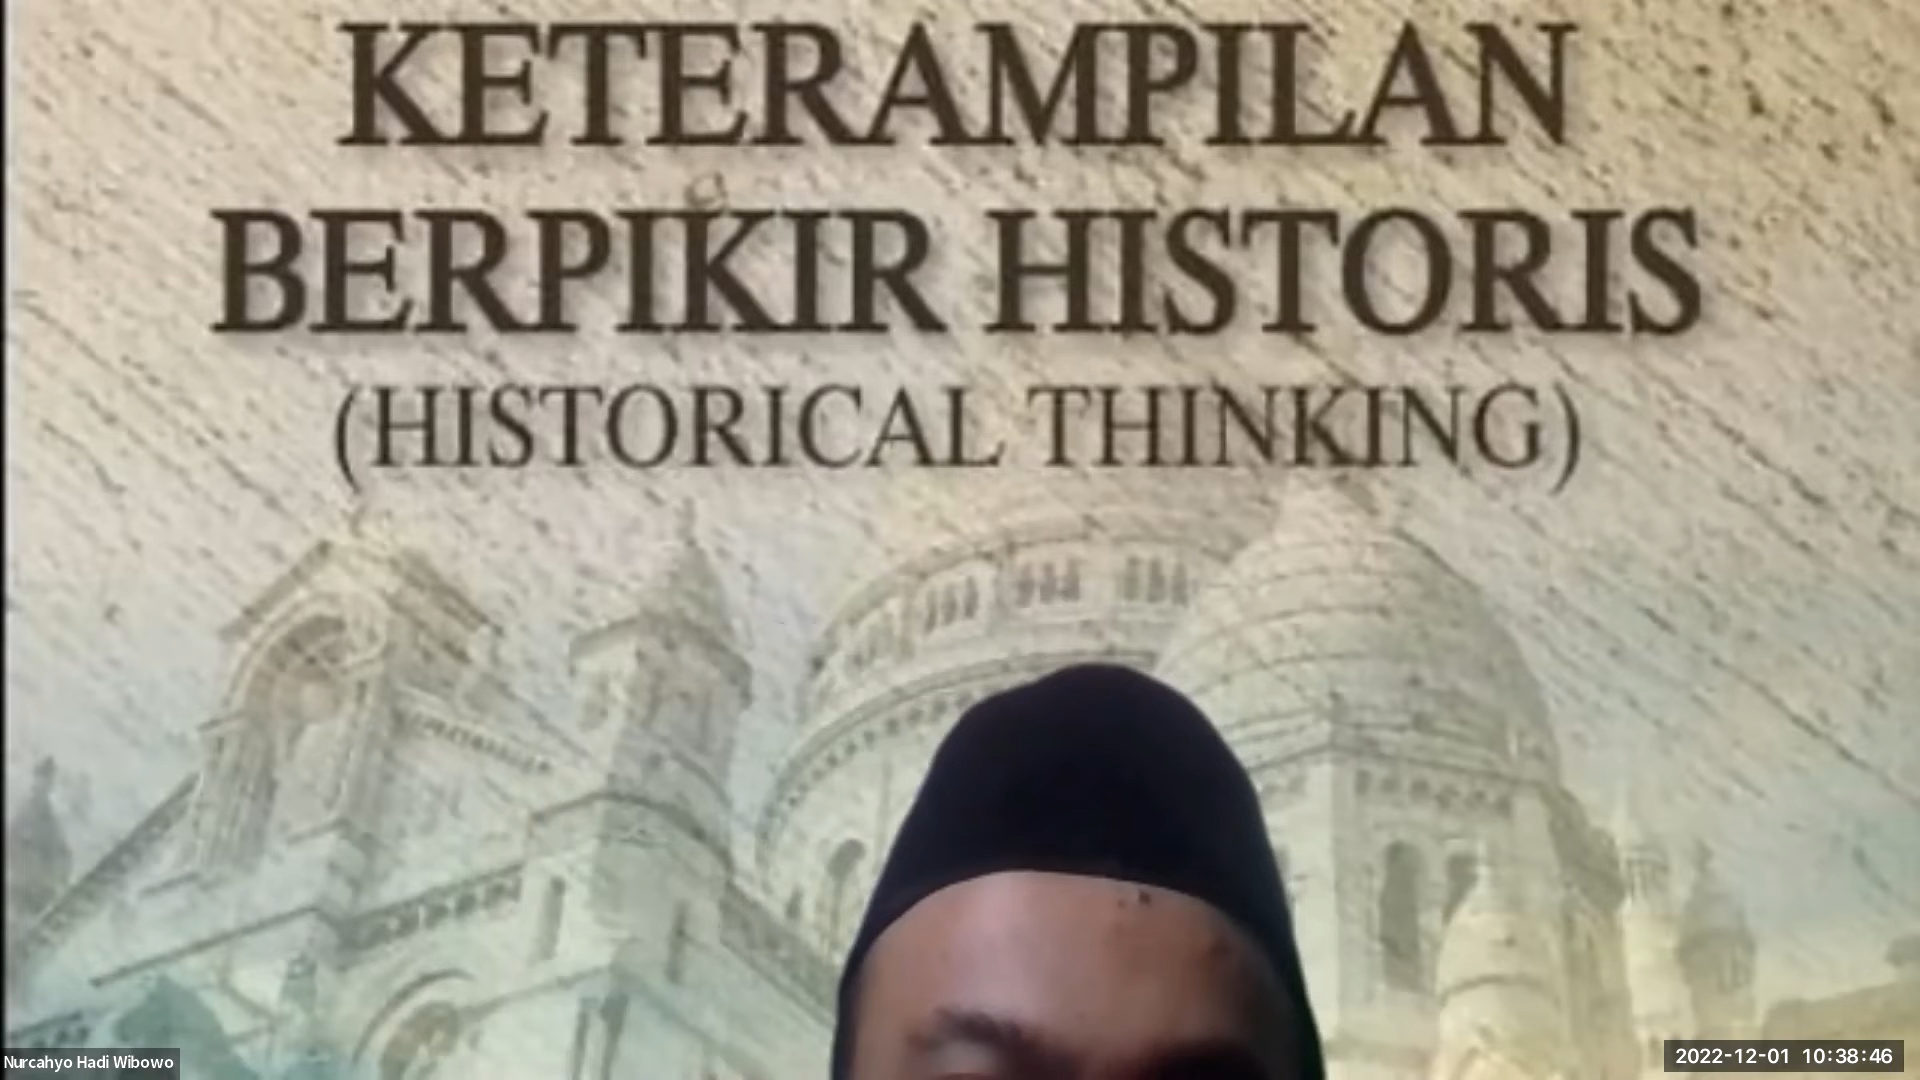 KETERAMPILAN
BERPIKIR HISTORIS
(HISTORICAL THINKING)
Nurcahyo Hadi Wibowo
2022-12-01 10:38:46